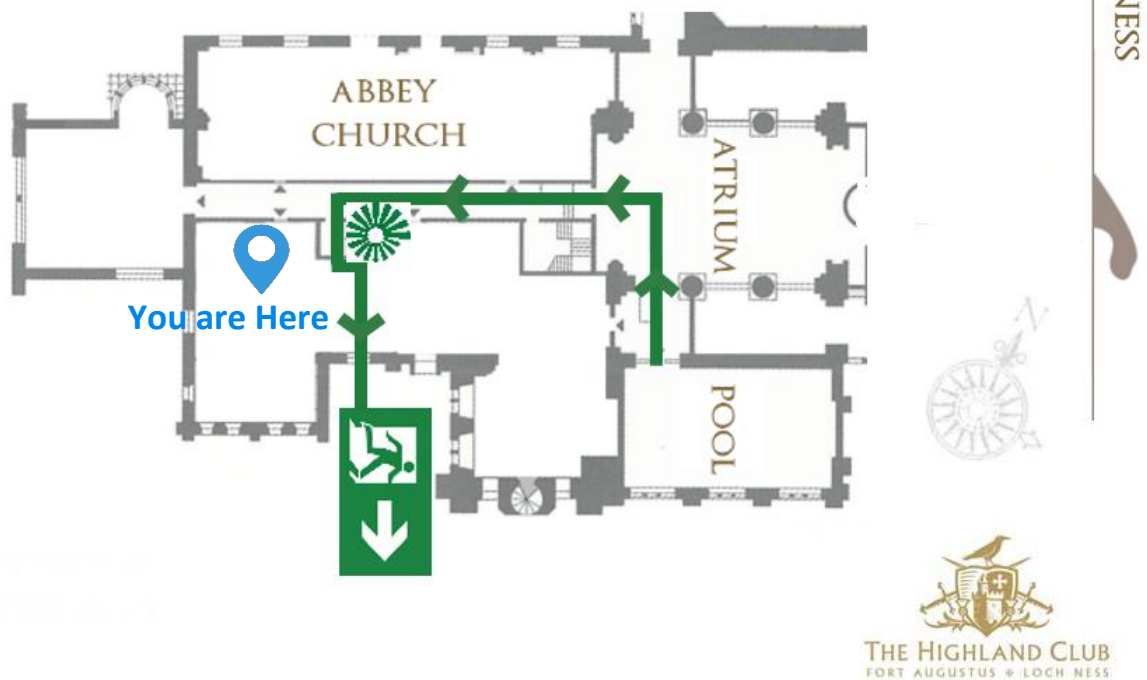 ABBEY
CHURCH
ATRIUM
You are Here
POOL
NESS
N
THE HIGHLAND CLUB
FORT AUGUSTUS LOCH NESS